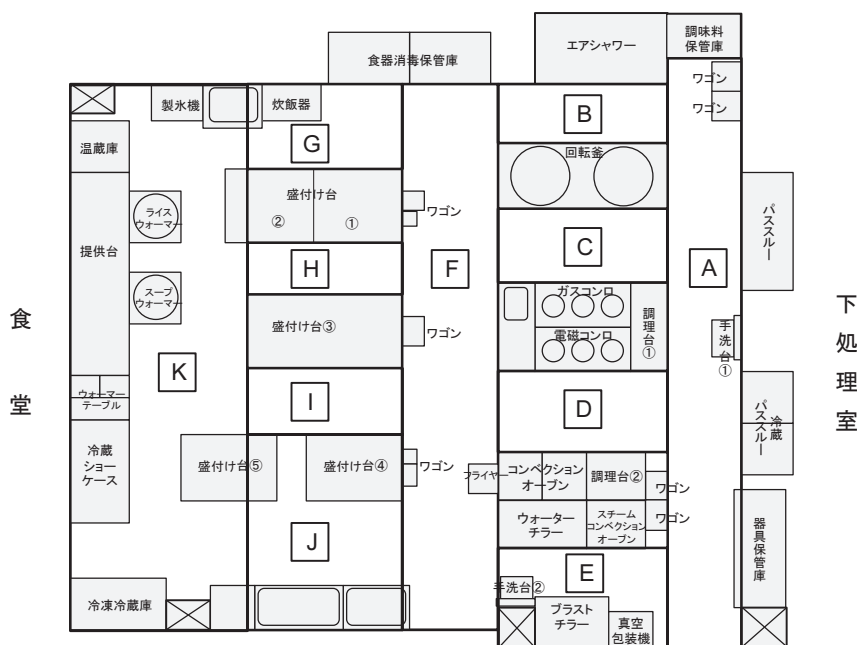 エアシャワー
調味料
保管庫
食器消毒保管庫
ワゴン
ワゴン
製氷機
炊飯器
B
G
温蔵庫
回転釜
盛付け台
②
①
ワゴン
ライス
ウォーマー
パススルー
提供台
C
A
H
F
スープ
ウォーマー
ガスコンロ
調理台①
電磁コンロ
盛付け台③
ワゴン
手洗台①
食堂
下処理室
K
ウォーマー
テーブル
I
D
冷蔵
パススルー
冷蔵
ショー
ケース
盛付け台⑤
盛付け台④
ワゴン
フライヤー
コンベクション
オーブン
調理台②
ワゴン
ウォーター
チラー
スチーム
コンベクション
オーブン
ワゴン
器具保管庫
J
E
手洗台②
冷凍冷蔵庫
ブラスト
チラー
真空
包装機